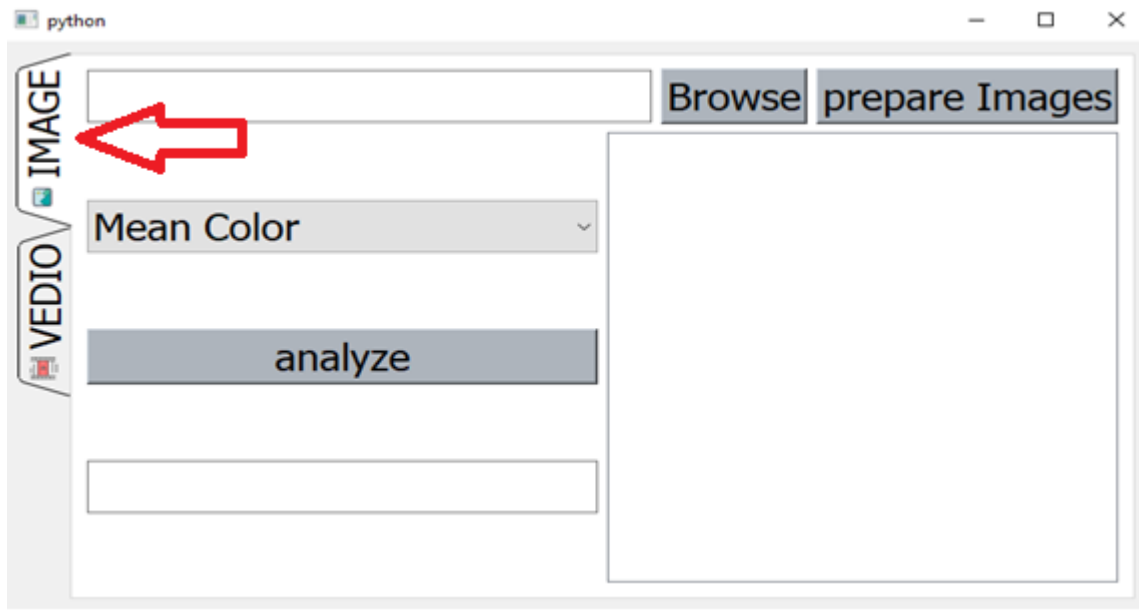 python
IMAGE
Browse
prepare Images
Mean Color
VEDIO
analyze